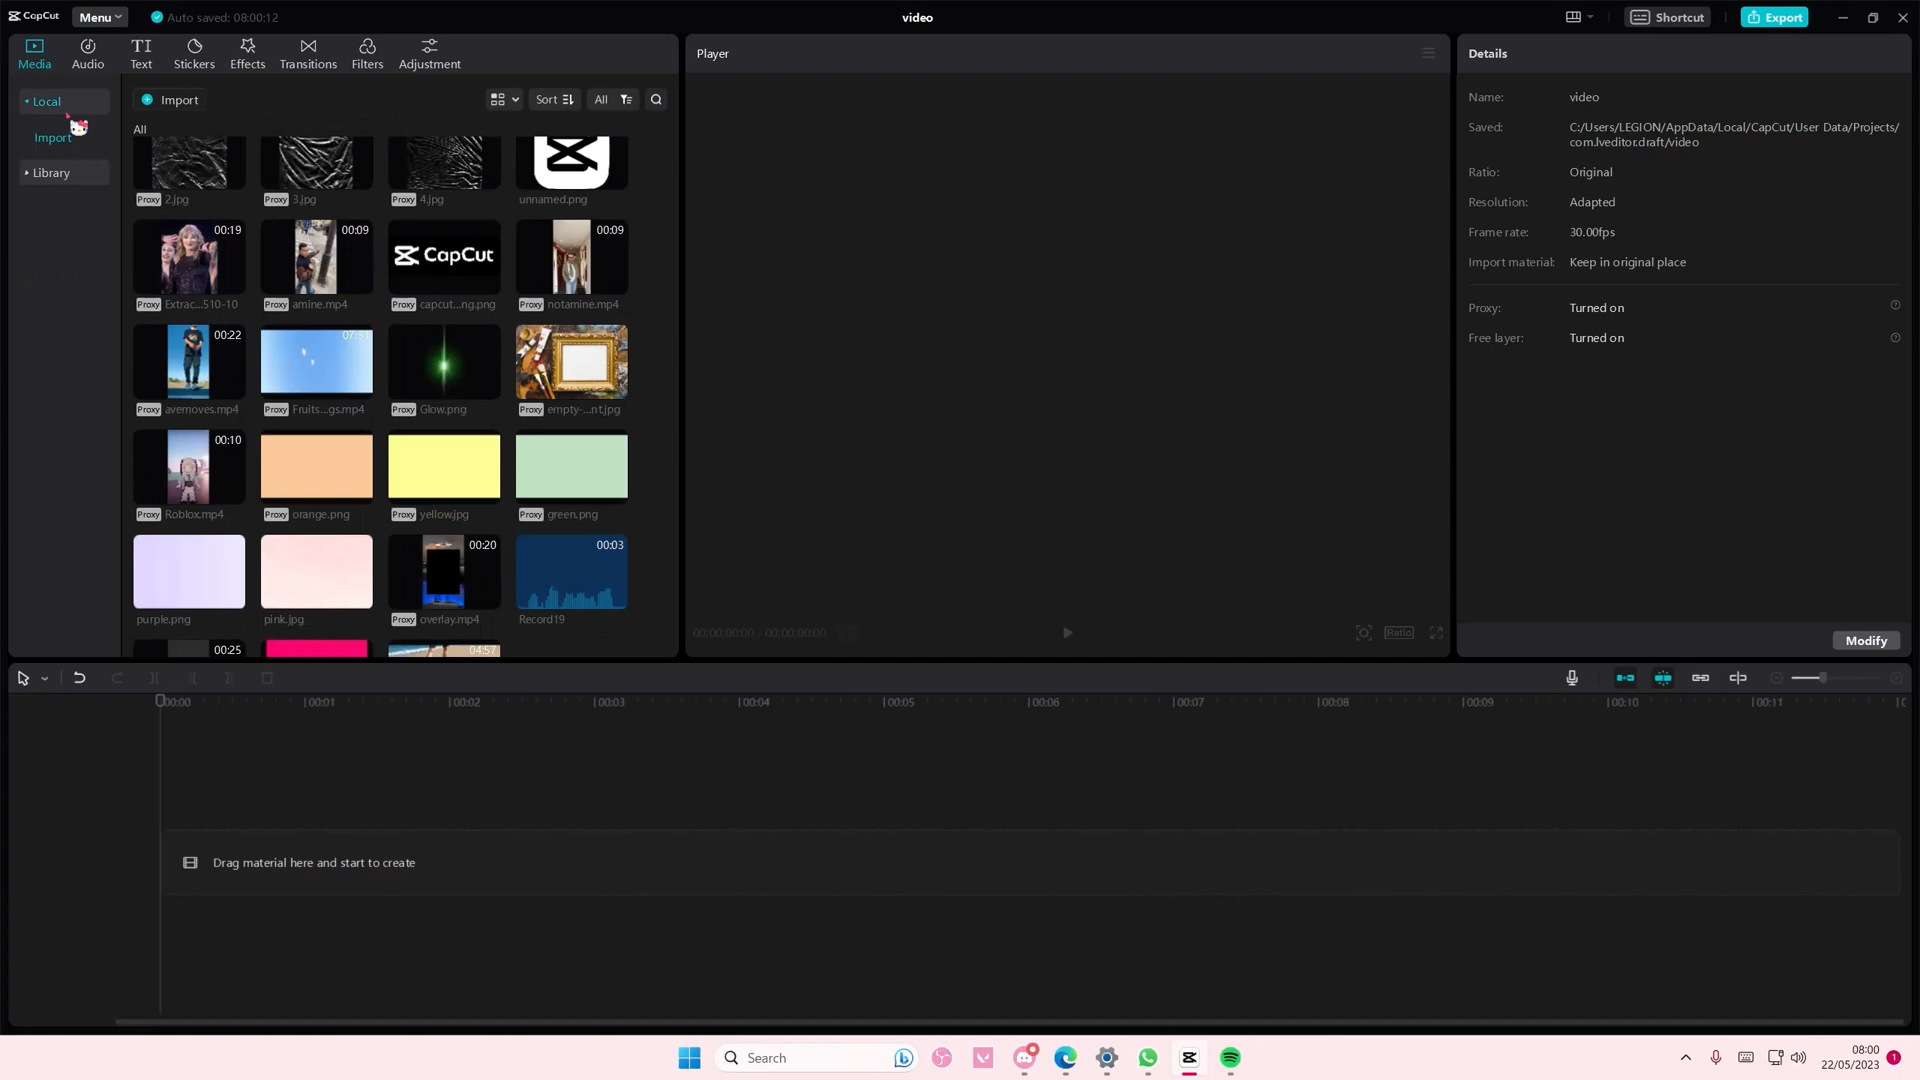 CapCut
Menu
Auto saved: 08:00:12
video
Shortcut
Export
Media
Audio
Text
Stickers
Effects
Transitions
Filters
Adjustment
Local
Import
Library
Import
Sort
All
All
Proxy 2.jpg
Proxy 3.jpg
Proxy 4.jpg
unnamed.png
00:19
00:09
CapCut
00:09
Proxy Extrac...510-10
Proxy amine.mp4
Proxy capcut...ng.png
Proxy notamine.mp4
00:22
Proxy avemoves.mp4
Proxy Fruits...gs.mp4
Proxy Glow.png
Proxy empty-...nt.jpg
00:10
Proxy Roblox.mp4
Proxy orange.png
Proxy yellow.jpg
Proxy green.png
00:20
00:03
purple.png
pink.jpg
Proxy overlay.mp4
Record19
00:25
04:57
Player
00:00:00:00 - 00:00:00:00
Ratio
Details
Name: video
Saved: C:/Users/LEGION/AppData/Local/CapCut/User Data/Projects/
com.lveditor.draft/video
Ratio: Original
Resolution: Adapted
Frame rate: 30.00fps
Import material: Keep in original place
Proxy: Turned on
Free layer: Turned on
Modify
00:00
00:01
00:02
00:03
00:04
00:05
00:06
00:07
00:08
00:09
00:10
00:11
Drag material here and start to create
Search
08:00
22/05/2023
1